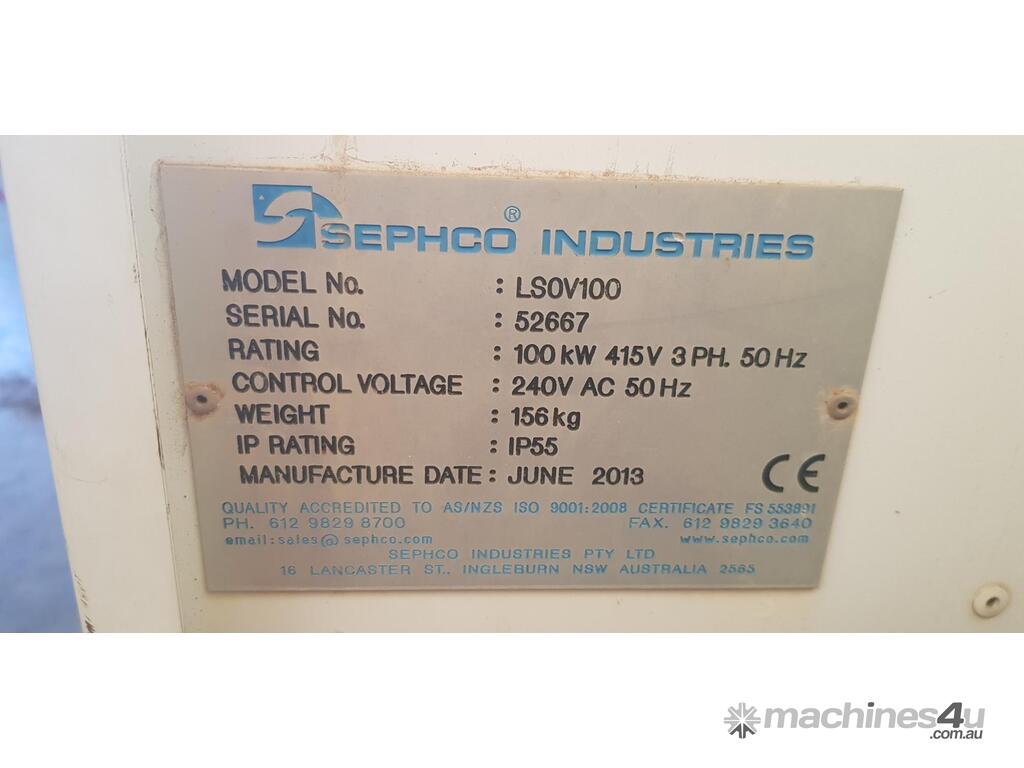 SEPHCO® INDUSTRIES
MODEL No. : LSOV100
SERIAL No. : 52667
RATING : 100 kW 415V 3 PH. 50 Hz
CONTROL VOLTAGE : 240V AC 50 Hz
WEIGHT : 156 kg
IP RATING : IP55
MANUFACTURE DATE : JUNE 2013 CE
QUALITY ACCREDITED TO AS/NZS ISO 9001:2008 CERTIFICATE FS 553891
PH. 612 9829 8700 FAX. 612 9829 3640
email:sales@sephco.com www.sephco.com
SEPHCO INDUSTRIES PTY LTD
16 LANCASTER ST., INGLEBURN NSW AUSTRALIA 2565
machines4u
.com.au